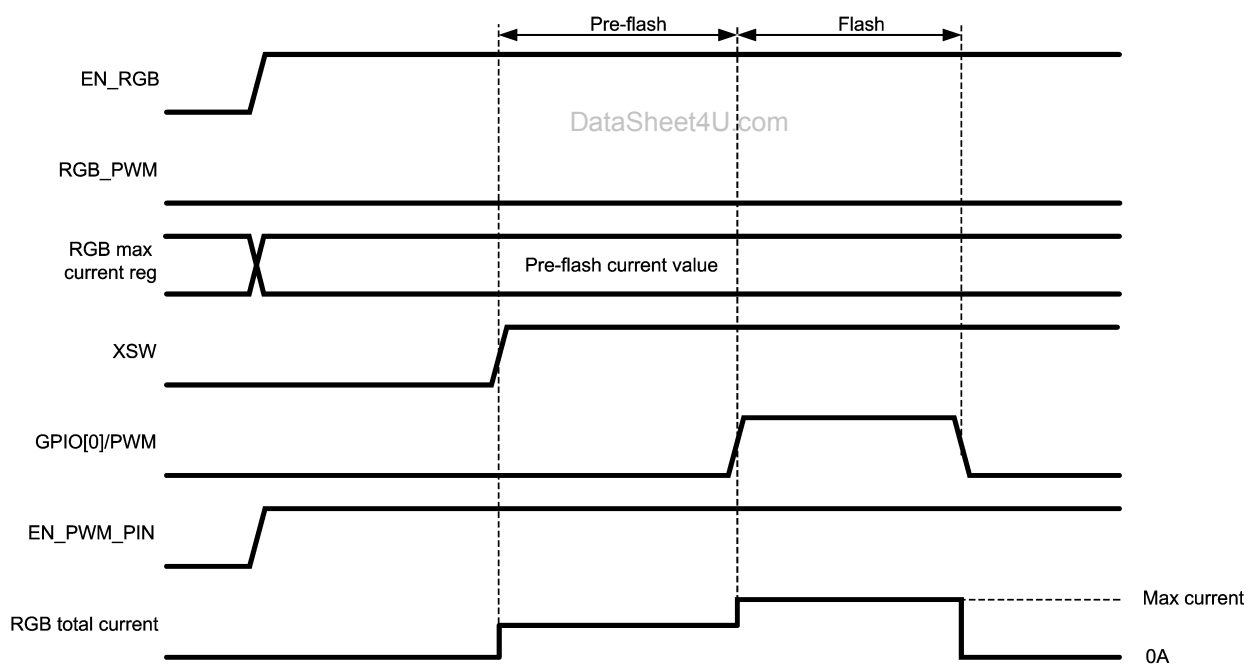 Pre-flash
Flash
EN_RGB
DataSheet4U.com
RGB_PWM
RGB max
current reg
Pre-flash current value
XSW
GPIO[0]/PWM
EN_PWM_PIN
Max current
RGB total current
0A